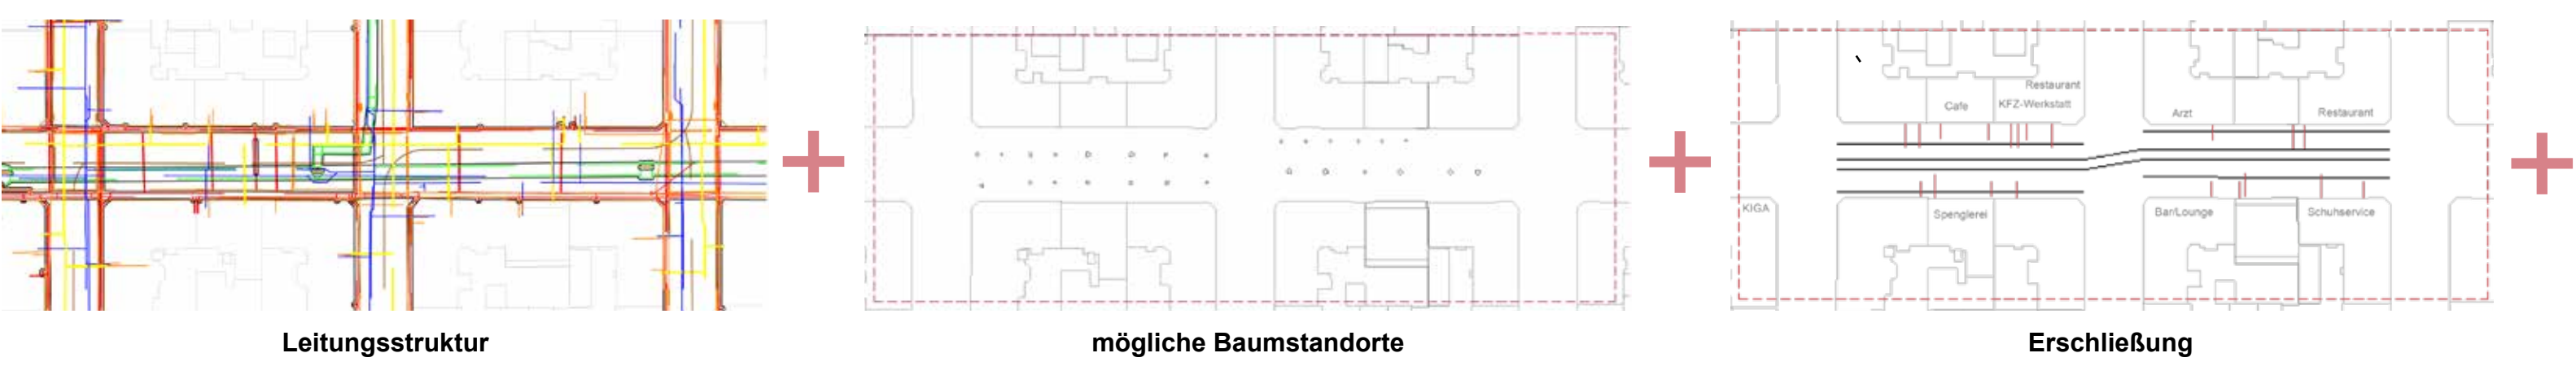 Restaurant
Cafe
KFZ-Werkstatt
Arzt
Restaurant
KIGA
Spenglerei
Bar/Lounge
Schuhservice
Leitungsstruktur
mögliche Baumstandorte
Erschließung